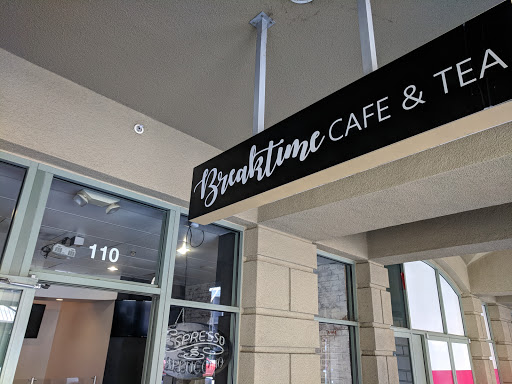 Breaktime CAFE & TEA
110
ESPRESSO